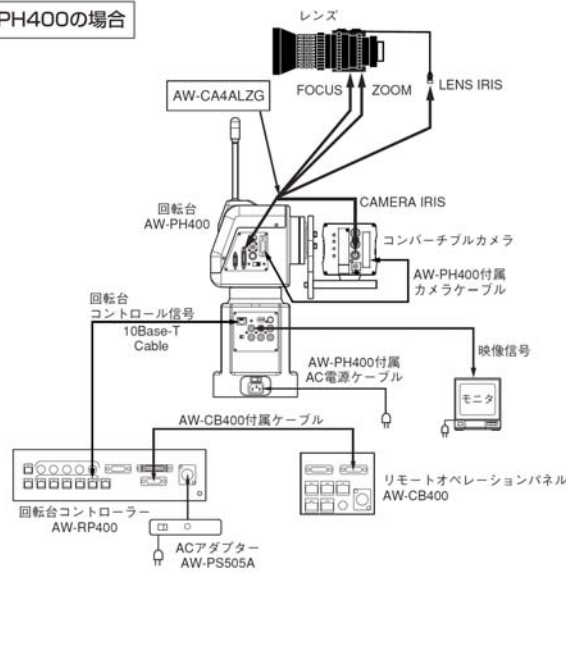 PH400の場合
レンズ
FOCUS
ZOOM
LENS IRIS
AW-CA4ALZG
CAMERA IRIS
回転台
AW-PH400
コンバーチブルカメラ
AW-PH400付属
カメラケーブル
回転台
コントロール信号
10Base-T
Cable
映像信号
AW-PH400付属
AC電源ケーブル
モニタ
AW-CB400付属ケーブル
リモートオペレーションパネル
AW-CB400
回転台コントローラー
AW-RP400
ACアダプター
AW-PS505A